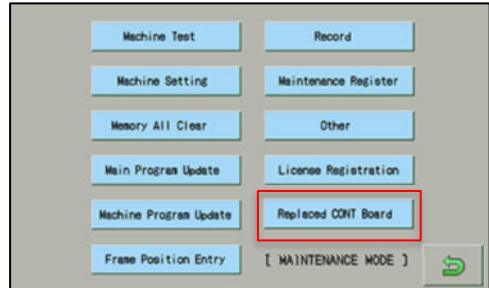 Machine Test
Record
Machine Setting
Maintenance Register
Memory All Clear
Other
Main Program Update
License Registration
Machine Program Update
Replaced CONT Board
Frame Position Entry
[ MAINTENANCE MODE ]